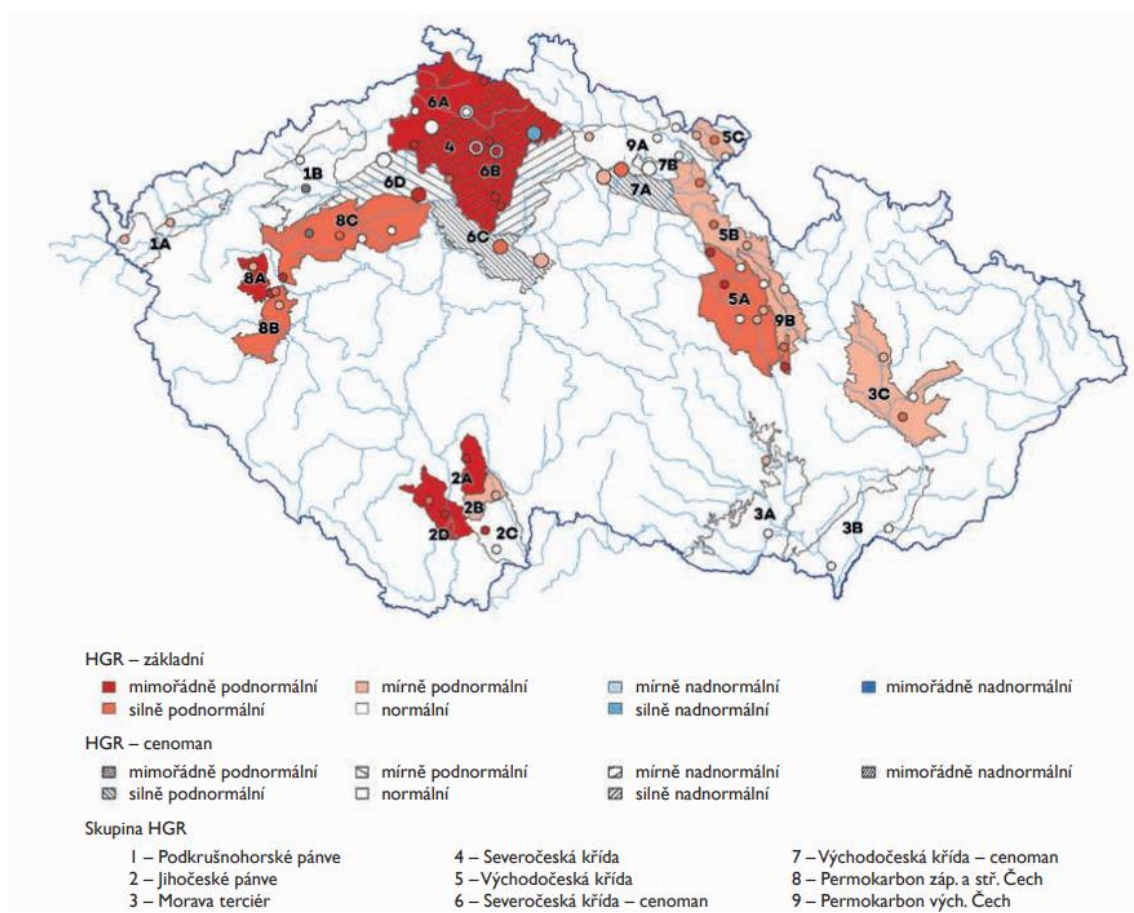 6A
5C
9A
4
7B
1B
6B
6D
7A
8C
1A
6C
5B
8A
5A
9B
8B
3C
2A
2B
3A
3B
2D
2C
HGR – základní
mimořádně podnormální
mírně podnormální
mírně nadnormální
mimořádně nadnormální
silně podnormální
normální
silně nadnormální
HGR – cenoman
mimořádně podnormální
mírně podnormální
mírně nadnormální
mimořádně nadnormální
silně podnormální
normální
silně nadnormální
Skupina HGR
1 – Podkrušnohorské pánve
4 – Severočeská křída
7 – Východočeská křída – cenoman
2 – Jihočeské pánve
5 – Východočeská křída
8 – Permokarbon záp. a stř. Čech
3 – Morava terciér
6 – Severočeská křída – cenoman
9 – Permokarbon vých. Čech